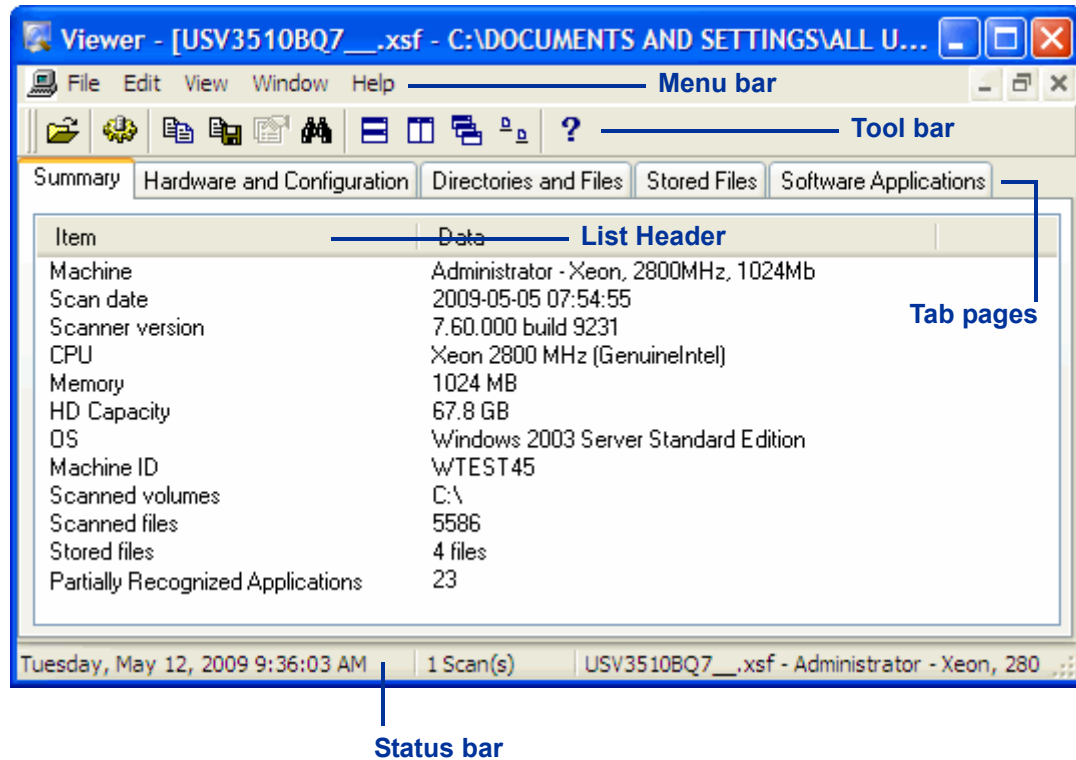 Viewer - [USV3510BQ7__.xsf - C:\DOCUMENTS AND SETTINGS\ALL U...
File Edit View Window Help Menu bar
? Tool bar
Summary Hardware and Configuration Directories and Files Stored Files Software Applications
Item Data List Header
Machine Administrator - Xeon, 2800MHz, 1024Mb
Scan date 2009-05-05 07:54:55
Tab pages
Scanner version 7.60.000 build 9231
CPU Xeon 2800 MHz (GenuineIntel)
Memory 1024 MB
HD Capacity 67.8 GB
OS Windows 2003 Server Standard Edition
Machine ID WTEST45
Scanned volumes C:\
Scanned files 5586
Stored files 4 files
Partially Recognized Applications 23
Tuesday, May 12, 2009 9:36:03 AM 1 Scan(s) USV3510BQ7__.xsf - Administrator - Xeon, 280
Status bar